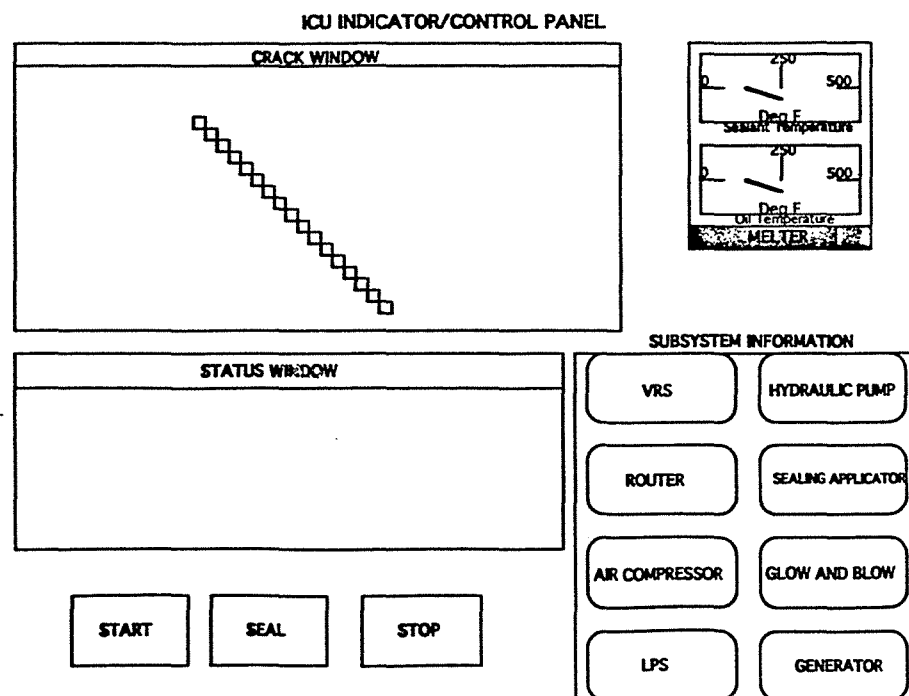 ICU INDICATOR/CONTROL PANEL
CRACK WINDOW
250
0 500
Deg F
Sealant Temperature
250
0 500
Deg F
Oil Temperature
MELTER
SUBSYSTEM INFORMATION
STATUS WINDOW
VRS HYDRAULIC PUMP
ROUTER SEALING APPLICATOR
AIR COMPRESSOR GLOW AND BLOW
START SEAL STOP
LPS GENERATOR